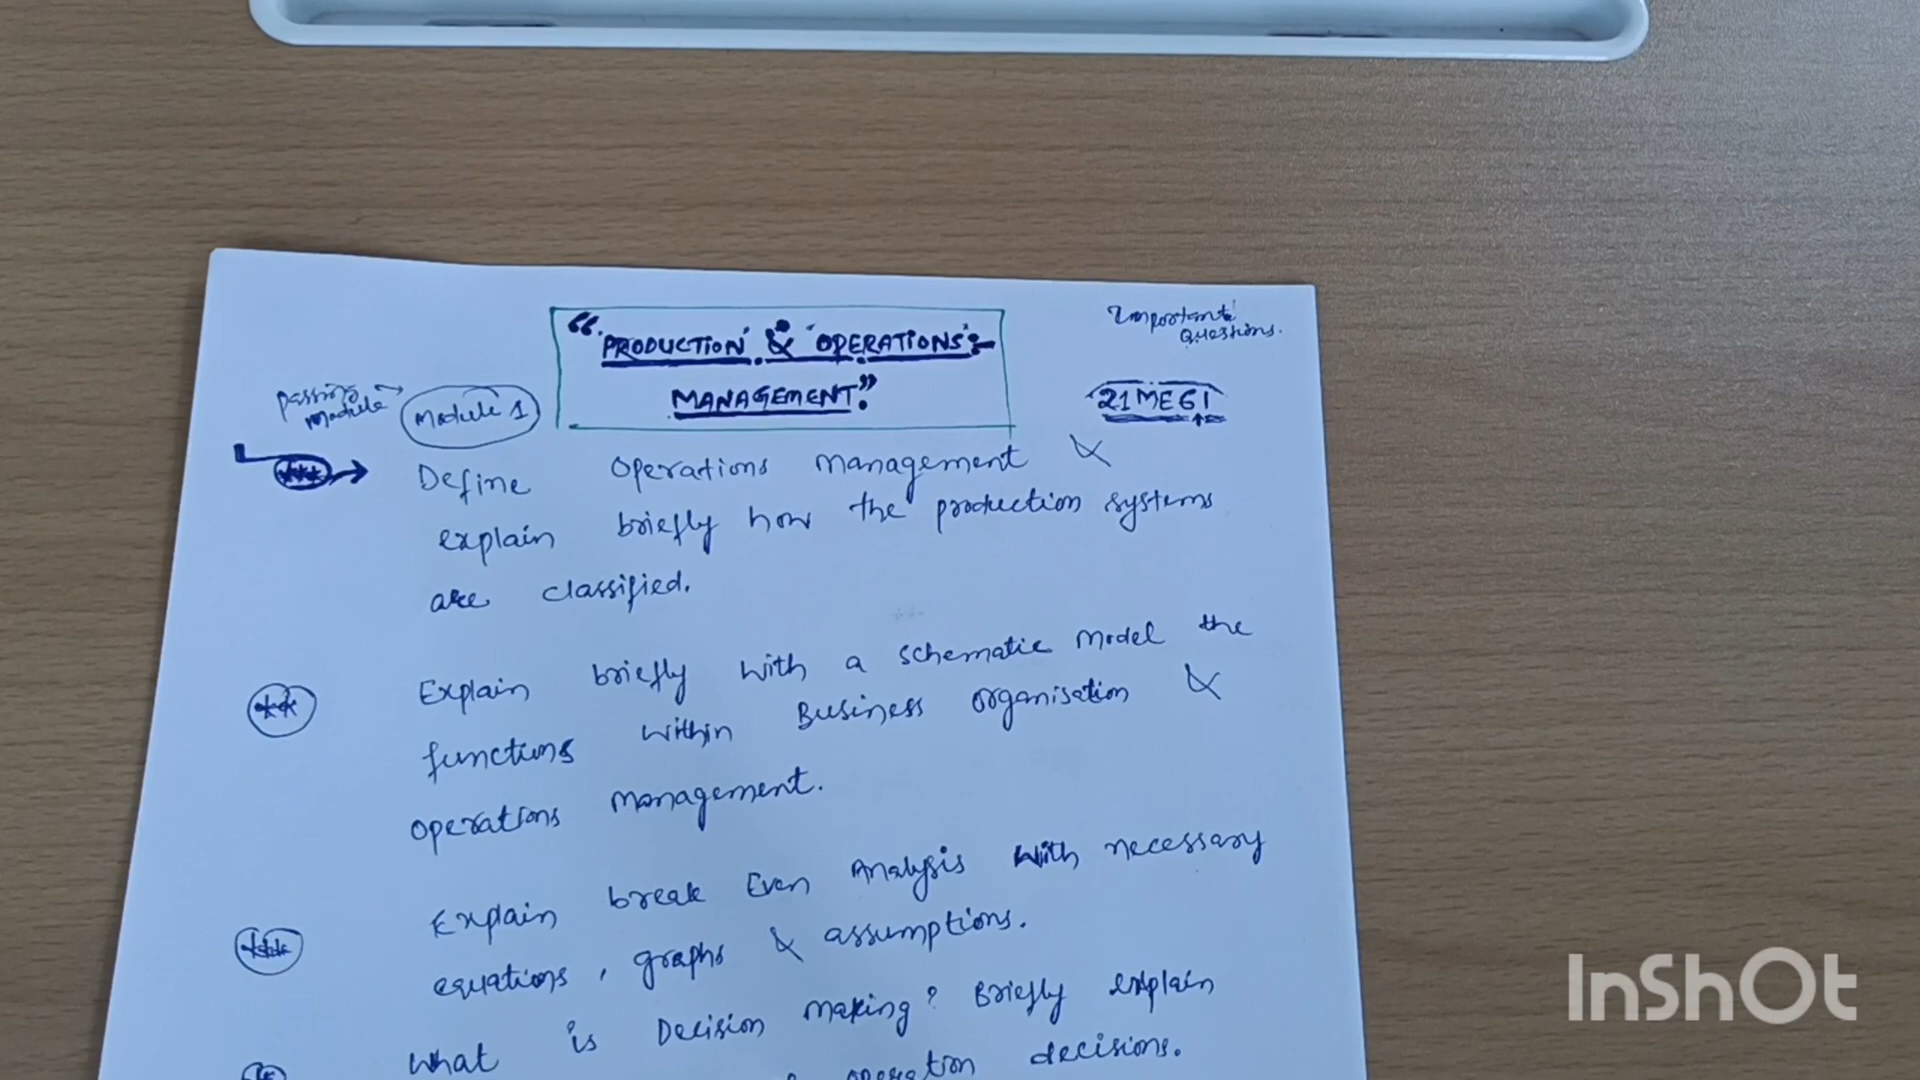 Important
Questions.
“PRODUCTION & OPERATIONS:-
MANAGEMENT.”
passing
module
Module 1
21ME61
*** Define Operations Management &
explain briefly how the production systems
are classified.
** Explain briefly with a schematic Model the
functions within Business organisation &
operations management.
*** Explain break Even Analysis with necessary
equations, graphs & assumptions.
What is Decision making? Briefly explain
operation decisions.
InShOt